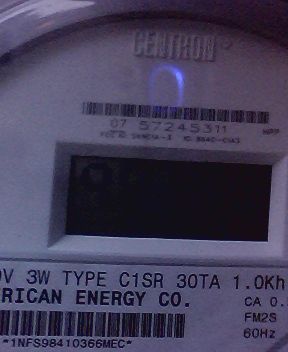 CENTRON
07 57245311
0V 3W TYPE C1SR 30TA 1.0Kh
RICAN ENERGY CO.
CA 0.
FM2S
60Hz
*1NFS98410366MEC*